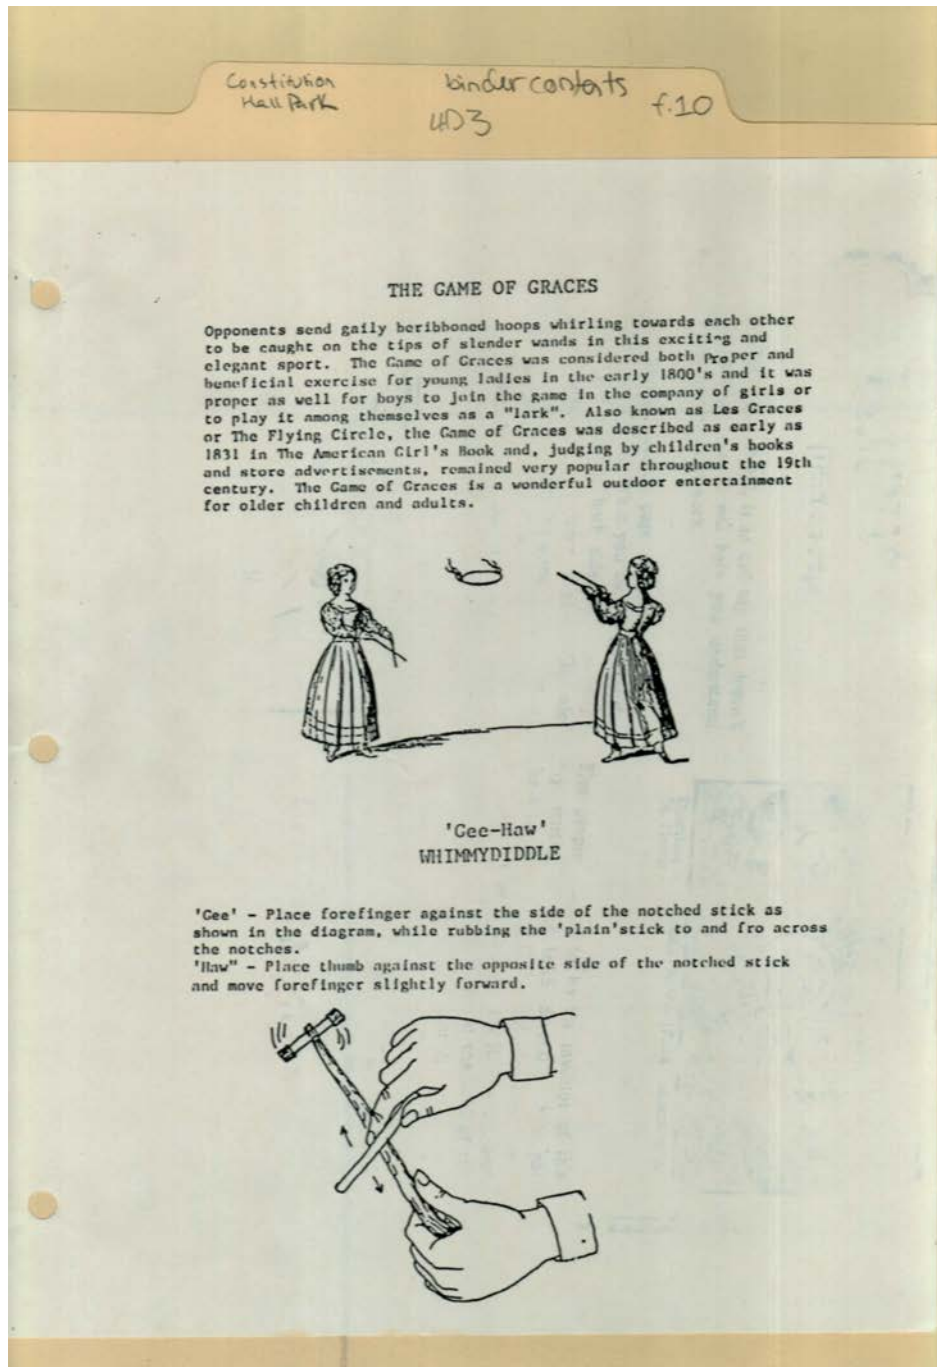 Constitution
Hall Park
binder contents
4D3
f.10
THE GAME OF GRACES
Opponents send gaily beribboned hoops whirling towards each other
to be caught on the tips of slender wands in this exciting and
elegant sport. The Game of Graces was considered both proper and
beneficial exercise for young ladies in the early 1800's and it was
proper as well for boys to join the game in the company of girls or
to play it among themselves as a "lark". Also known as Les Graces
or The Flying Circle, the Game of Graces was described as early as
1831 in The American Girl's Book and, judging by children's books
and store advertisements, remained very popular throughout the 19th
century. The Game of Graces is a wonderful outdoor entertainment
for older children and adults.
'Gee-Haw'
WHIMMYDIDDLE
'Gee' - Place forefinger against the side of the notched stick as
shown in the diagram, while rubbing the 'plain'stick to and fro across
the notches.
'Haw" - Place thumb against the opposite side of the notched stick
and move forefinger slightly forward.